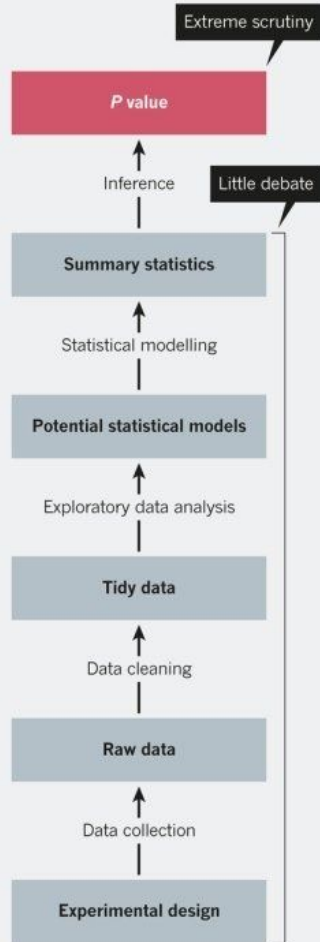 Extreme scrutiny
P value
Inference
Little debate
Summary statistics
Statistical modelling
Potential statistical models
Exploratory data analysis
Tidy data
Data cleaning
Raw data
Data collection
Experimental design